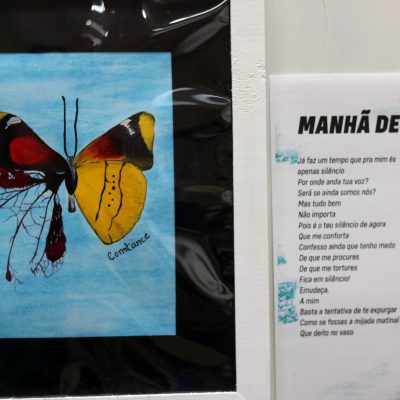 Constance
MANHÃ DE
Já faz um tempo que pra mim és
apenas silêncio
Por onde anda tua voz?
Será se ainda somos nós?
Mas tudo bem
Não importa
Pois é o teu silêncio de agora
Que me conforta
Confesso ainda que tenho medo
De que me procures
De que me tortures
Fica em silêncio!
Emudeça,
A mim
Basta a tentativa de te expurgar
Como se fosses a mijada matinal
Que deito no vaso